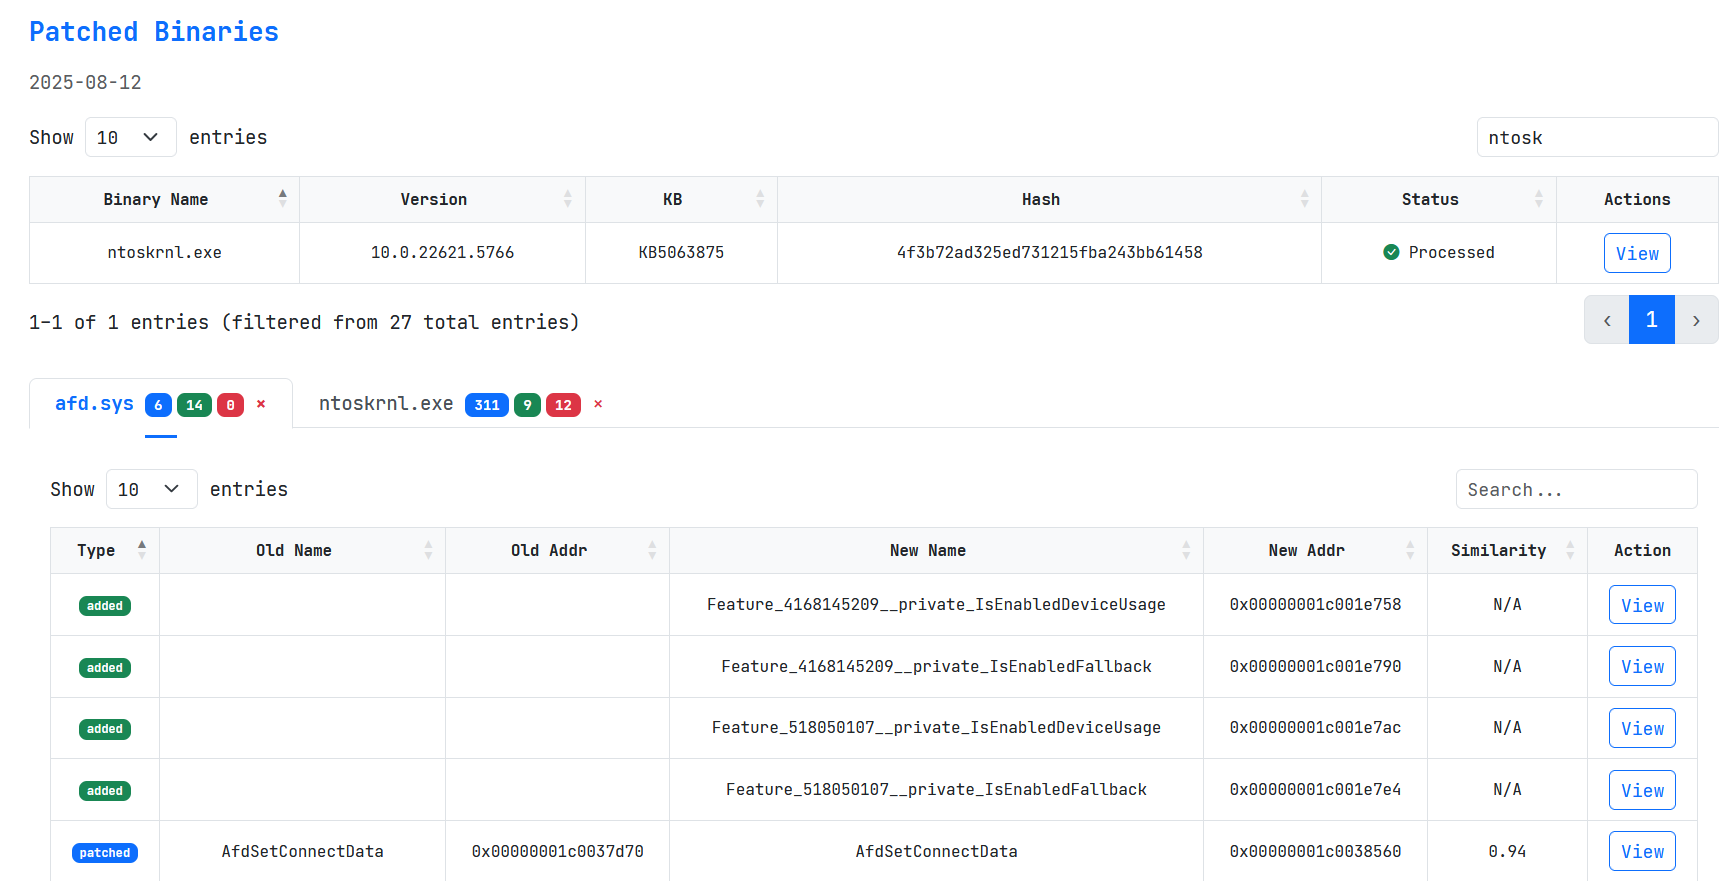 Patched Binaries
2025-08-12
Show 10 entries
ntosk
Binary Name Version KB Hash Status Actions
ntoskrnl.exe 10.0.22621.5766 KB5063875 4f3b72ad325ed731215fba243bb61458 Processed View
1–1 of 1 entries (filtered from 27 total entries)
‹ 1 ›
afd.sys 6 14 0 × ntoskrnl.exe 311 9 12 ×
Show 10 entries
Search...
Type Old Name Old Addr New Name New Addr Similarity Action
added Feature_4168145209__private_IsEnabledDeviceUsage 0x00000001c001e758 N/A View
added Feature_4168145209__private_IsEnabledFallback 0x00000001c001e790 N/A View
added Feature_518050107__private_IsEnabledDeviceUsage 0x00000001c001e7ac N/A View
added Feature_518050107__private_IsEnabledFallback 0x00000001c001e7e4 N/A View
patched AfdSetConnectData 0x00000001c0037d70 AfdSetConnectData 0x00000001c0038560 0.94 View